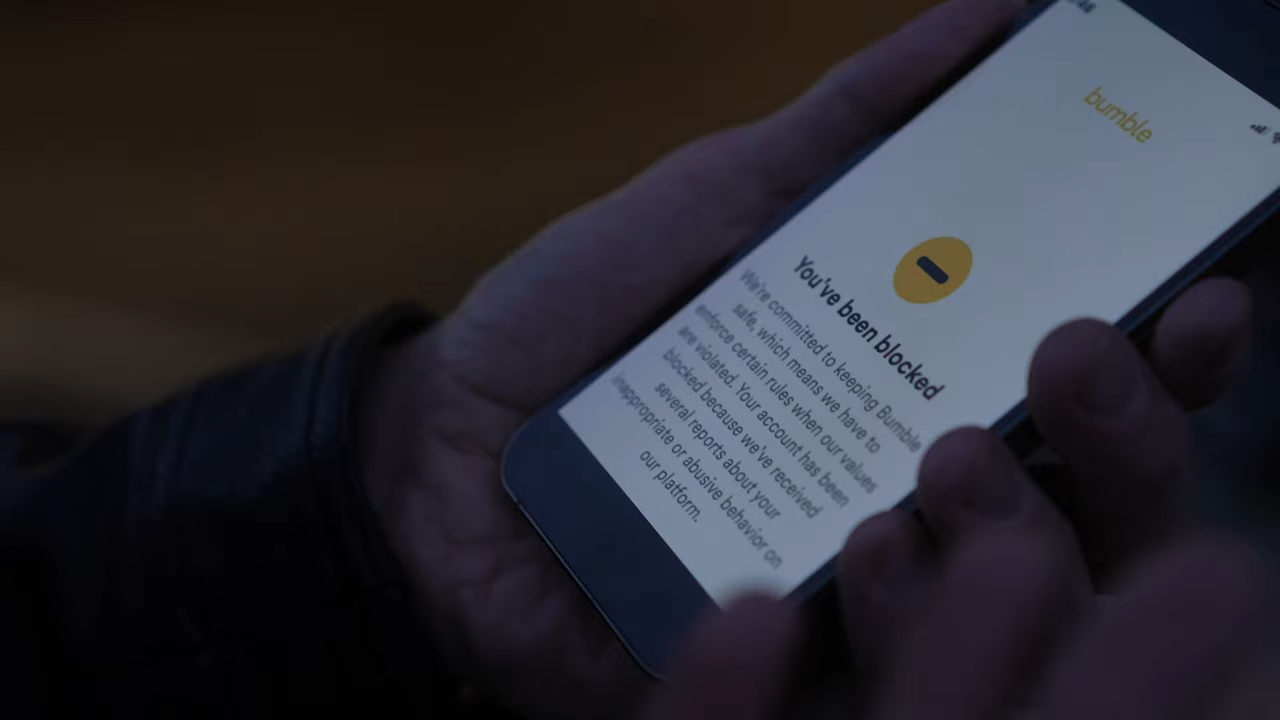 bumble
You've been blocked
We're committed to keeping Bumble
safe, which means we have to
enforce certain rules when our values
are violated. Your account has been
blocked because we've received
several reports about your
inappropriate or abusive behavior on
our platform.